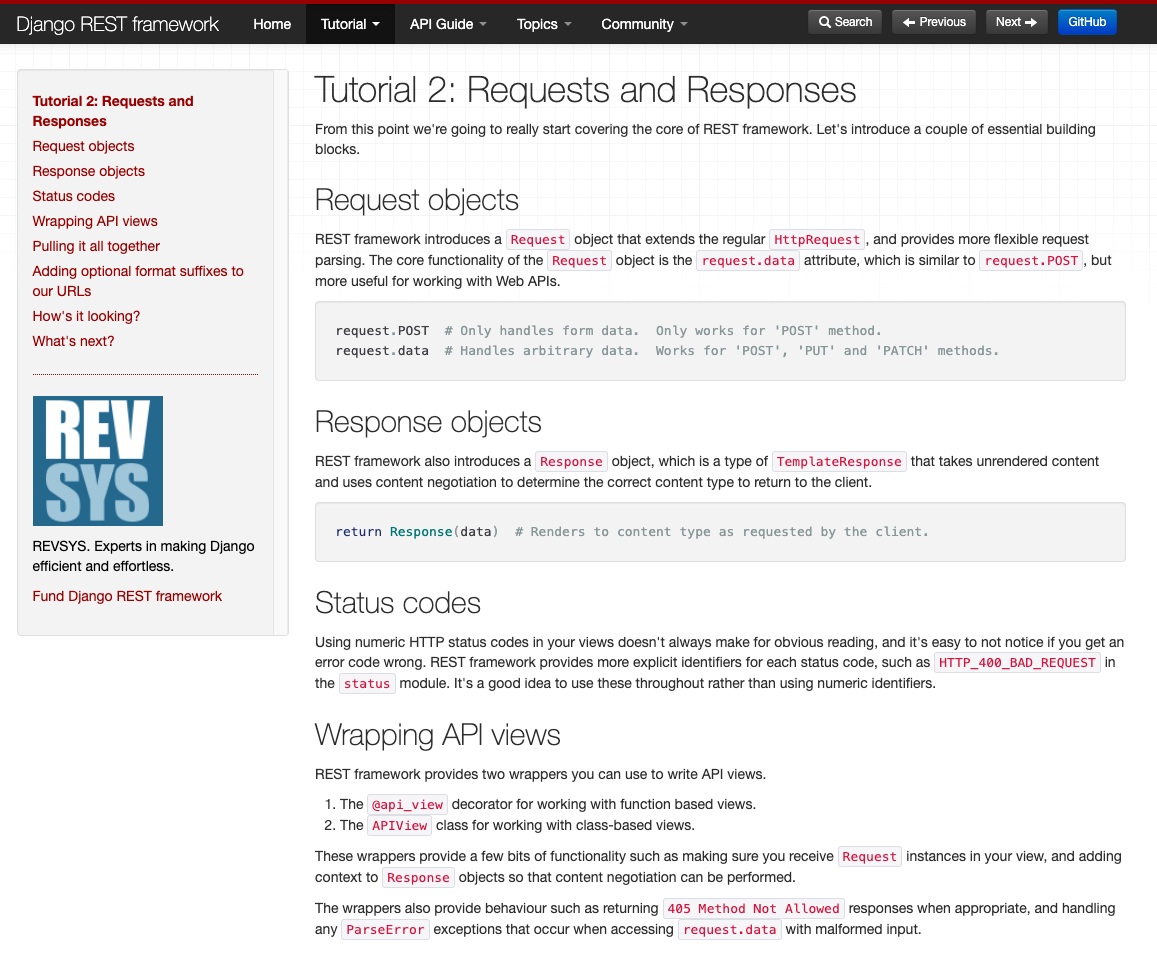 Django REST framework Home Tutorial API Guide Topics Community Search Previous Next GitHub
Tutorial 2: Requests and
Responses
Request objects
Response objects
Status codes
Wrapping API views
Pulling it all together
Adding optional format suffixes to
our URLs
How's it looking?
What's next?
REV
SYS
REVSYS. Experts in making Django
efficient and effortless.
Fund Django REST framework
Tutorial 2: Requests and Responses
From this point we're going to really start covering the core of REST framework. Let's introduce a couple of essential building
blocks.
Request objects
REST framework introduces a Request object that extends the regular HttpRequest, and provides more flexible request
parsing. The core functionality of the Request object is the request.data attribute, which is similar to request.POST, but
more useful for working with Web APIs.
request.POST  # Only handles form data.  Only works for 'POST' method.
request.data  # Handles arbitrary data.  Works for 'POST', 'PUT' and 'PATCH' methods.
Response objects
REST framework also introduces a Response object, which is a type of TemplateResponse that takes unrendered content
and uses content negotiation to determine the correct content type to return to the client.
return Response(data)  # Renders to content type as requested by the client.
Status codes
Using numeric HTTP status codes in your views doesn't always make for obvious reading, and it's easy to not notice if you get an
error code wrong. REST framework provides more explicit identifiers for each status code, such as HTTP_400_BAD_REQUEST in
the status module. It's a good idea to use these throughout rather than using numeric identifiers.
Wrapping API views
REST framework provides two wrappers you can use to write API views.
1. The @api_view decorator for working with function based views.
2. The APIView class for working with class-based views.
These wrappers provide a few bits of functionality such as making sure you receive Request instances in your view, and adding
context to Response objects so that content negotiation can be performed.
The wrappers also provide behaviour such as returning 405 Method Not Allowed responses when appropriate, and handling
any ParseError exceptions that occur when accessing request.data with malformed input.